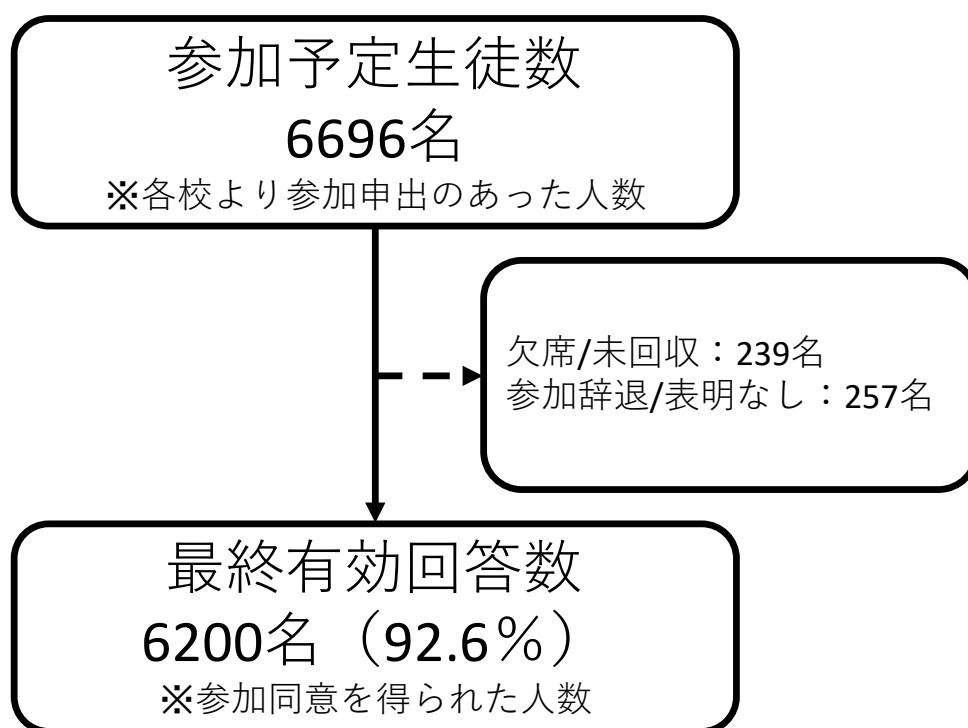 参加予定生徒数
6696名
※各校より参加申出のあった人数
欠席/未回収：239名
参加辞退/表明なし：257名
最終有効回答数
6200名（92.6％）
※参加同意を得られた人数